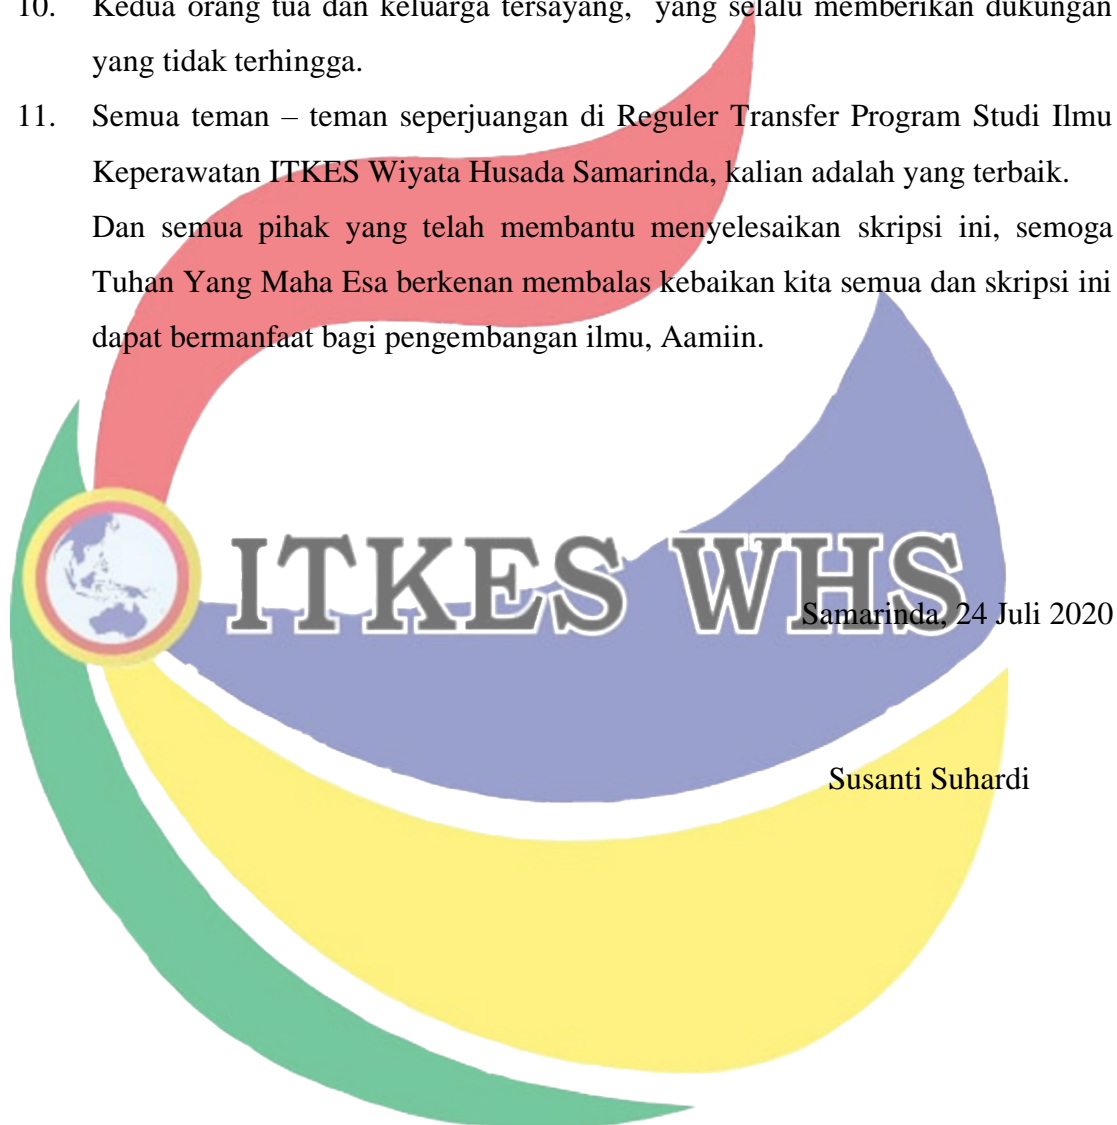 10. Kedua orang tua dan keluarga tersayang, yang selalu memberikan dukungan
yang tidak terhingga.
11. Semua teman – teman seperjuangan di Reguler Transfer Program Studi Ilmu
Keperawatan ITKES Wiyata Husada Samarinda, kalian adalah yang terbaik.
Dan semua pihak yang telah membantu menyelesaikan skripsi ini, semoga
Tuhan Yang Maha Esa berkenan membalas kebaikan kita semua dan skripsi ini
dapat bermanfaat bagi pengembangan ilmu, Aamiin.
ITKES WHS
Samarinda, 24 Juli 2020
Susanti Suhardi